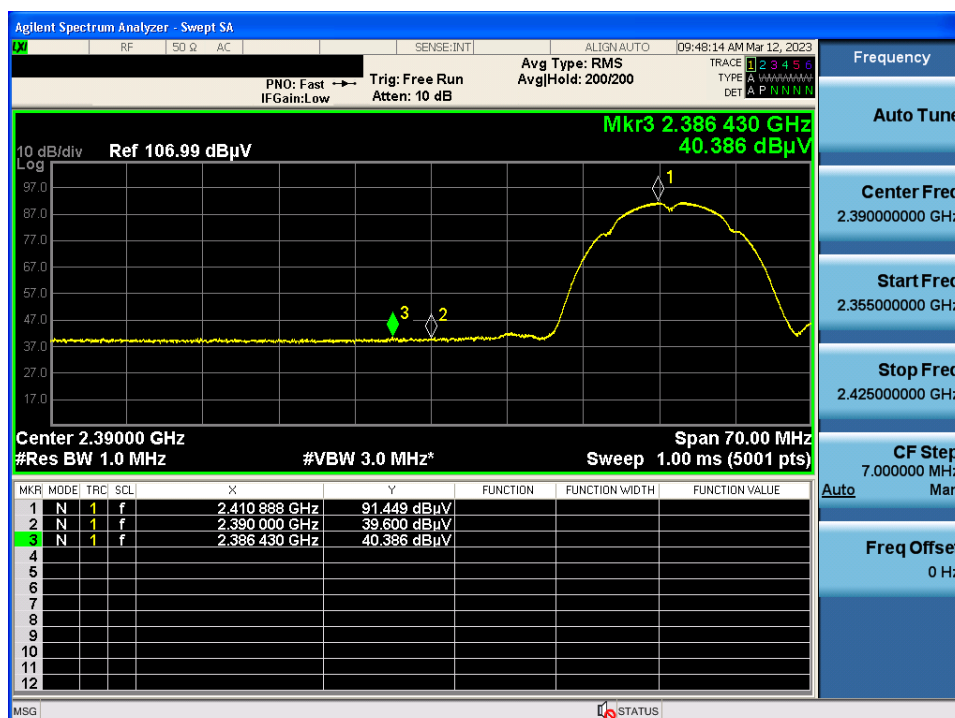 Agilent Spectrum Analyzer - Swept SA
LXI RF 50 Ω AC SENSE:INT ALIGN AUTO 09:48:14 AM Mar 12, 2023
PNO: Fast
IFGain:Low
Trig: Free Run
Atten: 10 dB
Avg Type: RMS
Avg|Hold: 200/200
TRACE 1 2 3 4 5 6
TYPE A WWWWW
DET A P N N N N
Mkr3 2.386 430 GHz
40.386 dBµV
10 dB/div Ref 106.99 dBµV
Log
97.0
87.0
77.0
67.0
57.0
47.0
37.0
27.0
17.0
1
3
2
Center 2.39000 GHz Span 70.00 MHz
#Res BW 1.0 MHz #VBW 3.0 MHz* Sweep 1.00 ms (5001 pts)
MKR MODE TRC SCL X Y FUNCTION FUNCTION WIDTH FUNCTION VALUE
1 N 1 f 2.410 888 GHz 91.449 dBµV
2 N 1 f 2.390 000 GHz 39.600 dBµV
3 N 1 f 2.386 430 GHz 40.386 dBµV
4
5
6
7
8
9
10
11
12
MSG STATUS
Frequency
Auto Tune
Center Freq
2.390000000 GHz
Start Freq
2.355000000 GHz
Stop Freq
2.425000000 GHz
CF Step
7.000000 MHz
Auto Man
Freq Offset
0 Hz